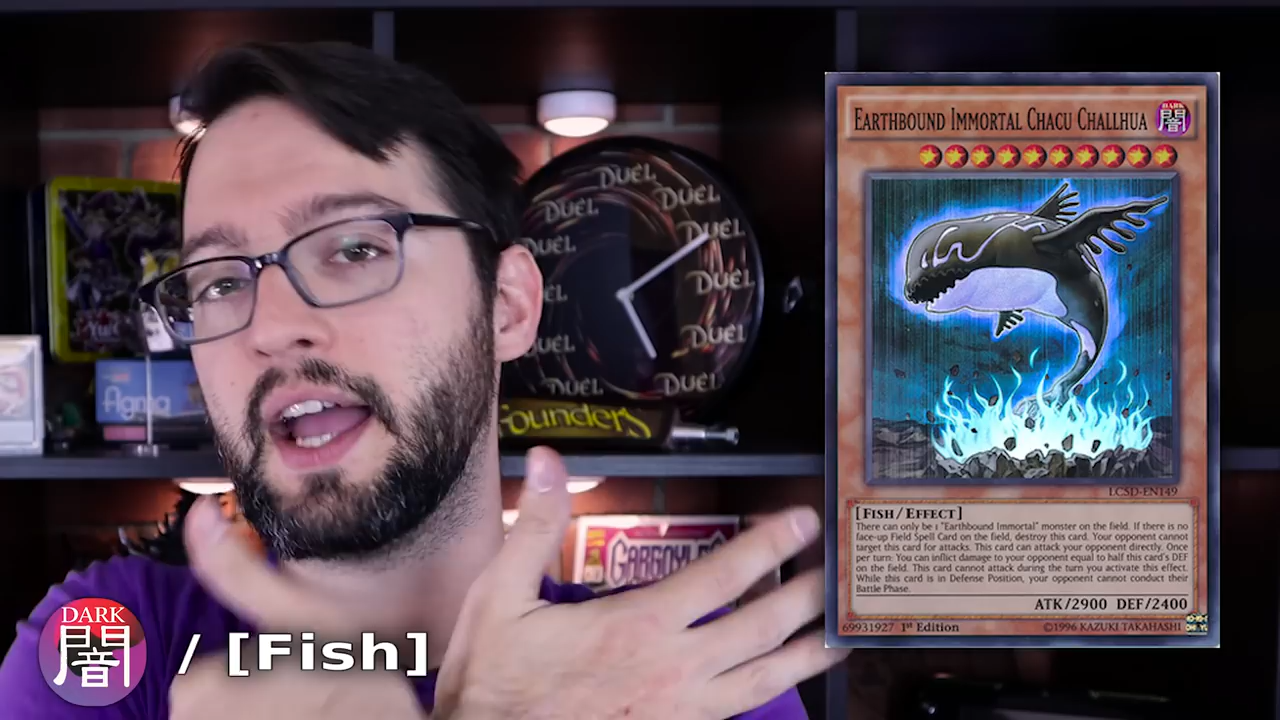 EARTHBOUND IMMORTAL CHACU CHALLHUA
DARK
闇
LC5D-EN149
[FISH/EFFECT]
There can only be 1 "Earthbound Immortal" monster on the field. If there is no
face-up Field Spell Card on the field, destroy this card. Your opponent cannot
target this card for attacks. This card can attack your opponent directly. Once
per turn: You can inflict damage to your opponent equal to half this card's DEF
on the field. This card cannot attack during the turn you activate this effect.
While this card is in Defense Position, your opponent cannot conduct their
Battle Phase.
ATK/2900 DEF/2400
69931927 1st Edition
©1996 KAZUKI TAKAHASHI
DUEL
DUEL
DUEL
DUEL
DUEL
DUEL
DUEL
DUEL
DUEL
DUEL
Founders
Agma
GARGOYLES
DARK
闇 / [Fish]